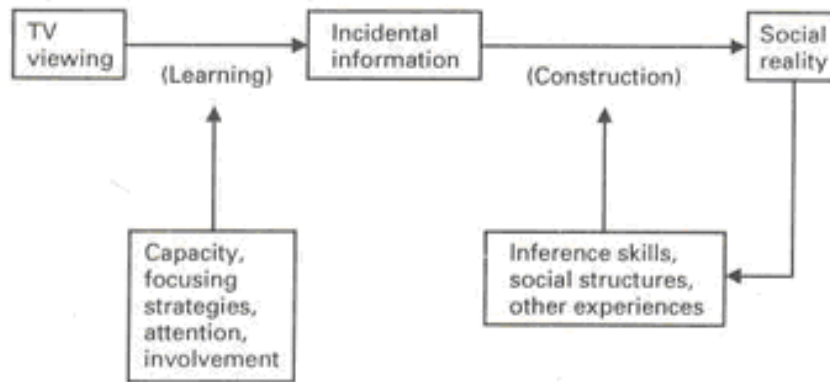 TV
viewing
(Learning)
Incidental
information
(Construction)
Social
reality
Capacity,
focusing
strategies,
attention,
involvement
Inference skills,
social structures,
other experiences